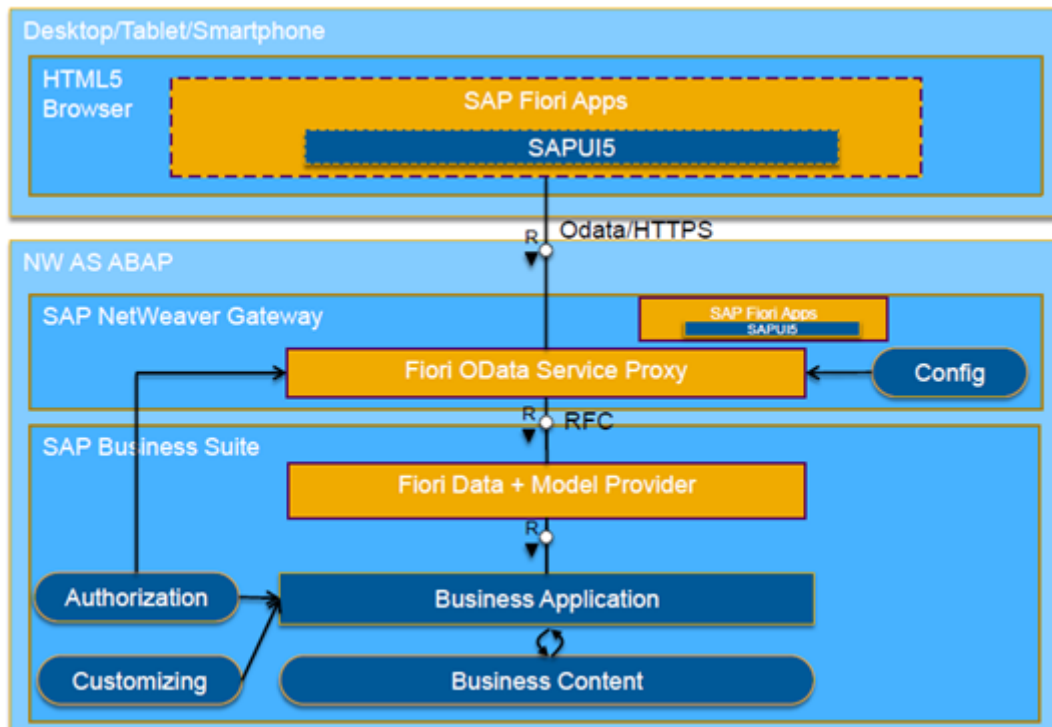 Desktop/Tablet/Smartphone
HTML5
Browser
SAP Fiori Apps
SAPUI5
R
Odata/HTTPS
NW AS ABAP
SAP NetWeaver Gateway
SAP Fiori Apps
SAPUI5
Fiori OData Service Proxy
Config
R
RFC
SAP Business Suite
Fiori Data + Model Provider
R
Authorization
Business Application
Customizing
Business Content